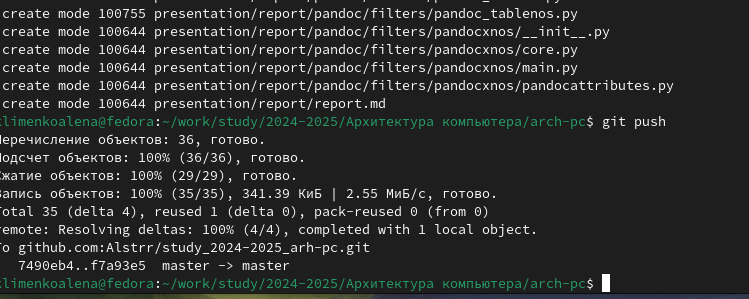 create mode 100755 presentation/report/pandoc/filters/pandoc_tablenos.py
create mode 100644 presentation/report/pandoc/filters/pandocxnos/__init__.py
create mode 100644 presentation/report/pandoc/filters/pandocxnos/core.py
create mode 100644 presentation/report/pandoc/filters/pandocxnos/main.py
create mode 100644 presentation/report/pandoc/filters/pandocxnos/pandocattributes.py
create mode 100644 presentation/report/report.md
klimenkoalena@fedora:~/work/study/2024-2025/Архитектура компьютера/arch-pc$ git push
Перечисление объектов: 36, готово.
Подсчет объектов: 100% (36/36), готово.
Сжатие объектов: 100% (29/29), готово.
Запись объектов: 100% (35/35), 341.39 КиБ | 2.55 МиБ/с, готово.
Total 35 (delta 4), reused 1 (delta 0), pack-reused 0 (from 0)
remote: Resolving deltas: 100% (4/4), completed with 1 local object.
To github.com:Alstrr/study_2024-2025_arh-pc.git
7490eb4..f7a93e5 master -> master
klimenkoalena@fedora:~/work/study/2024-2025/Архитектура компьютера/arch-pc$